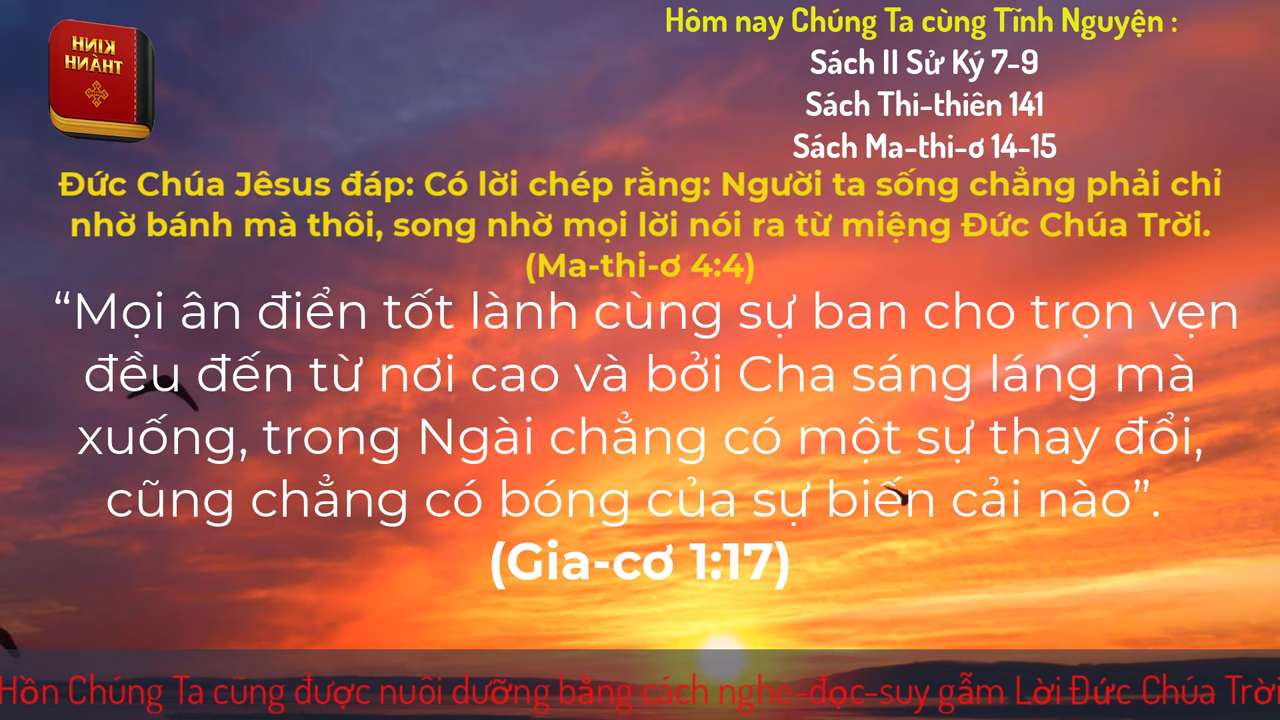 KINH
THÁNH
Hôm nay Chúng Ta cùng Tĩnh Nguyện :
Sách II Sử Ký 7-9
Sách Thi-thiên 141
Sách Ma-thi-ơ 14-15
Đức Chúa Jêsus đáp: Có lời chép rằng: Người ta sống chẳng phải chỉ
nhờ bánh mà thôi, song nhờ mọi lời nói ra từ miệng Đức Chúa Trời.
(Ma-thi-ơ 4:4)
“Mọi ân điển tốt lành cùng sự ban cho trọn vẹn
đều đến từ nơi cao và bởi Cha sáng láng mà
xuống, trong Ngài chẳng có một sự thay đổi,
cũng chẳng có bóng của sự biến cải nào”.
(Gia-cơ 1:17)
Hồn Chúng Ta cũng được nuôi dưỡng bằng cách nghe-đọc-suy gẫm Lời Đức Chúa Trời